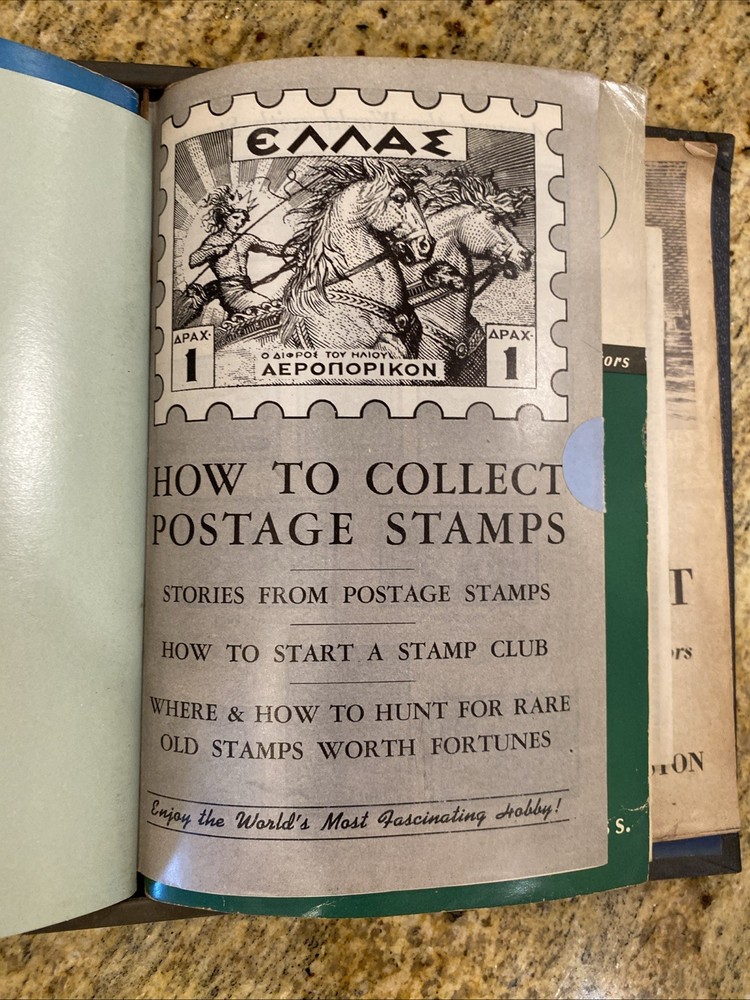 ΕΛΛΑΣ
ΔΡΑΧ·
1
Ο ΔΙΦΡΟΣ ΤΟΥ ΗΛΙΟΥ
ΑΕΡΟΠΟΡΙΚΟΝ
ΔΡΑΧ·
1
HOW TO COLLECT
POSTAGE STAMPS
STORIES FROM POSTAGE STAMPS
HOW TO START A STAMP CLUB
WHERE & HOW TO HUNT FOR RARE
OLD STAMPS WORTH FORTUNES
Enjoy the World's Most Fascinating Hobby!